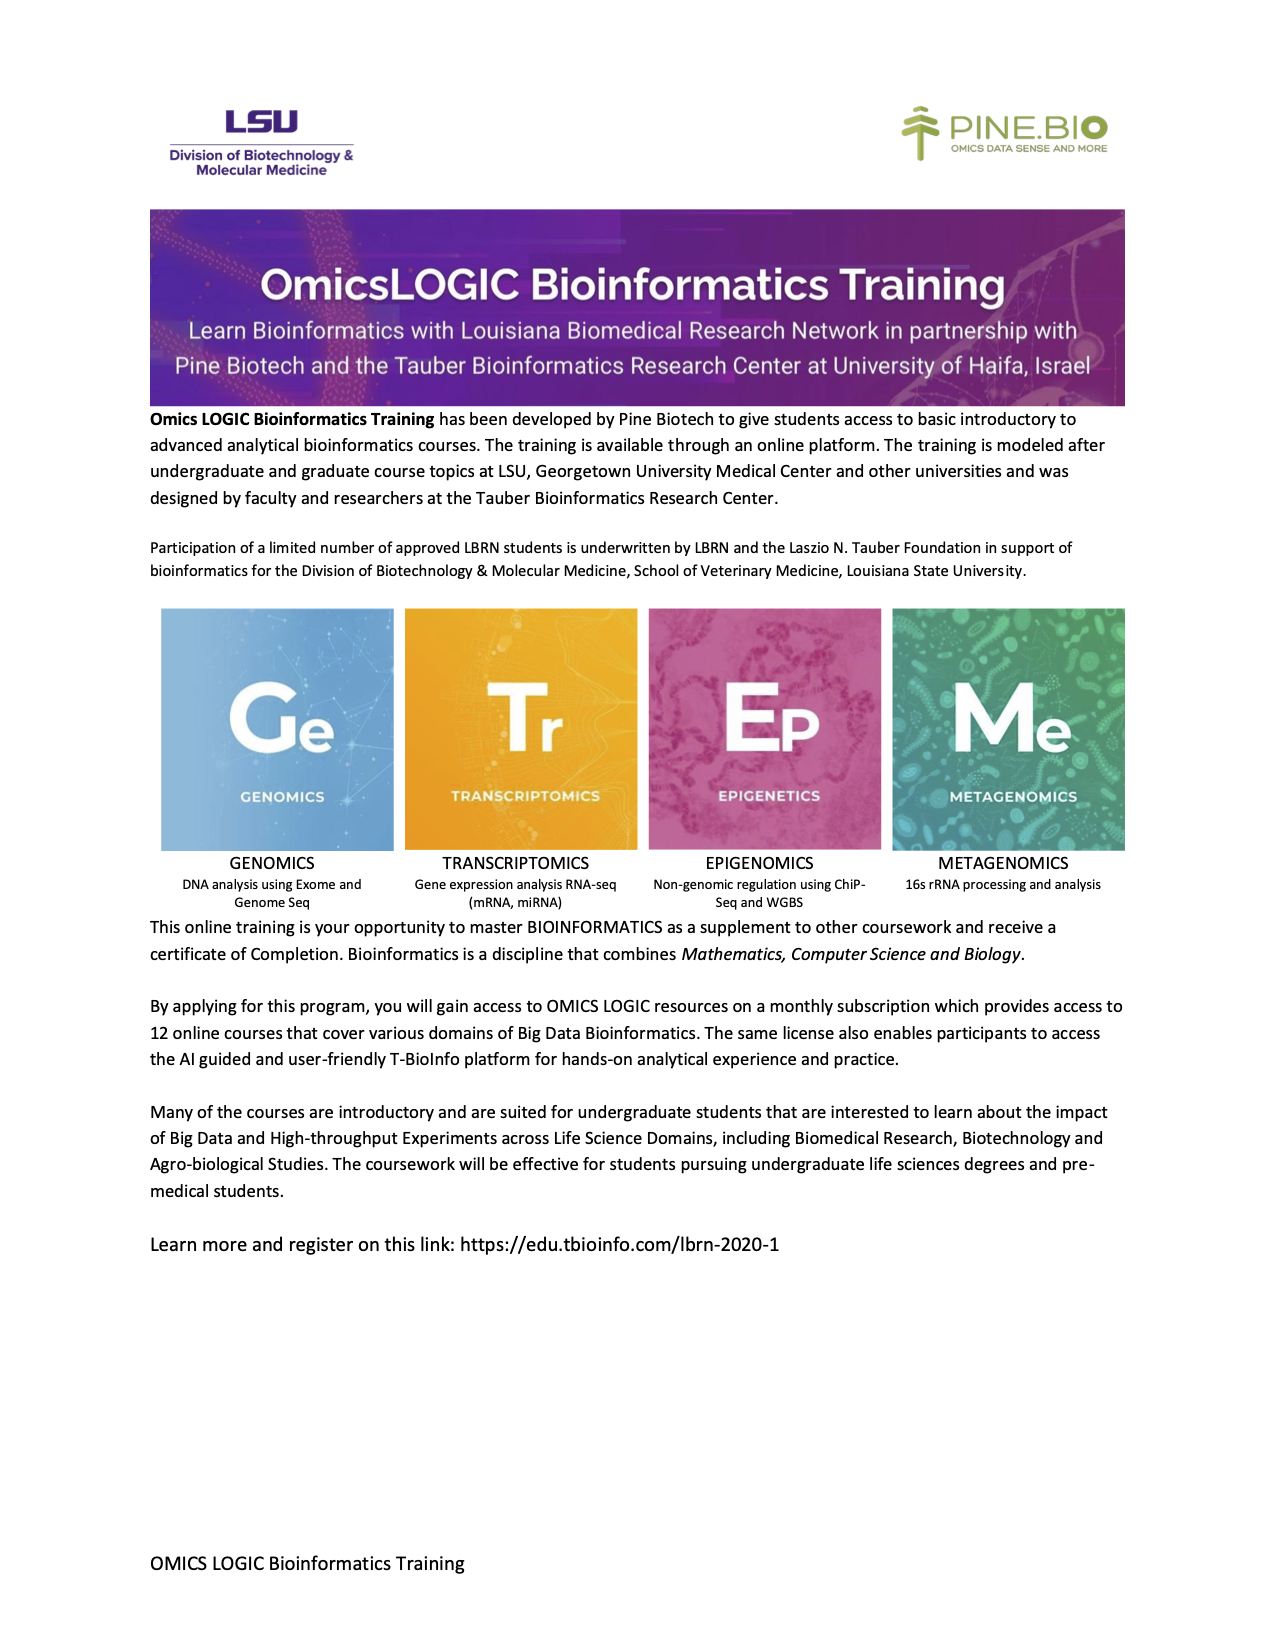 LSU
Division of Biotechnology &
Molecular Medicine
PINE.BIO
OMICS DATA SENSE AND MORE
OmicsLOGIC Bioinformatics Training
Learn Bioinformatics with Louisiana Biomedical Research Network in partnership with
Pine Biotech and the Tauber Bioinformatics Research Center at University of Haifa, Israel
Omics LOGIC Bioinformatics Training has been developed by Pine Biotech to give students access to basic introductory to
advanced analytical bioinformatics courses. The training is available through an online platform. The training is modeled after
undergraduate and graduate course topics at LSU, Georgetown University Medical Center and other universities and was
designed by faculty and researchers at the Tauber Bioinformatics Research Center.
Participation of a limited number of approved LBRN students is underwritten by LBRN and the Laszio N. Tauber Foundation in support of
bioinformatics for the Division of Biotechnology & Molecular Medicine, School of Veterinary Medicine, Louisiana State University.
Ge
GENOMICS
Tr
TRANSCRIPTOMICS
Ep
EPIGENETICS
Me
METAGENOMICS
GENOMICS
DNA analysis using Exome and
Genome Seq
TRANSCRIPTOMICS
Gene expression analysis RNA-seq
(mRNA, miRNA)
EPIGENOMICS
Non-genomic regulation using ChiP-
Seq and WGBS
METAGENOMICS
16s rRNA processing and analysis
This online training is your opportunity to master BIOINFORMATICS as a supplement to other coursework and receive a
certificate of Completion. Bioinformatics is a discipline that combines Mathematics, Computer Science and Biology.
By applying for this program, you will gain access to OMICS LOGIC resources on a monthly subscription which provides access to
12 online courses that cover various domains of Big Data Bioinformatics. The same license also enables participants to access
the AI guided and user-friendly T-BioInfo platform for hands-on analytical experience and practice.
Many of the courses are introductory and are suited for undergraduate students that are interested to learn about the impact
of Big Data and High-throughput Experiments across Life Science Domains, including Biomedical Research, Biotechnology and
Agro-biological Studies. The coursework will be effective for students pursuing undergraduate life sciences degrees and pre-
medical students.
Learn more and register on this link: https://edu.tbioinfo.com/lbrn-2020-1
OMICS LOGIC Bioinformatics Training